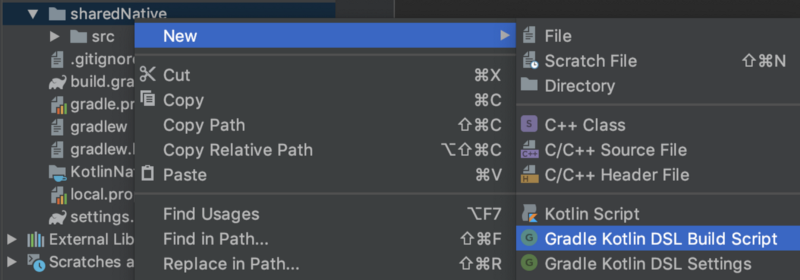 sharedNative
src
.gitignor
build.gra
gradle.pr
gradlew
gradlew.
KotlinNa
local.pro
settings.
External Lib
Scratches a
New
Cut ⌘X
Copy ⌘C
Copy Path ⇧⌘C
Copy Relative Path ⌥⇧⌘C
Paste ⌘V
Find Usages ⌥F7
Find in Path... ⇧⌘F
Replace in Path... ⇧⌘R
File
Scratch File ⇧⌘N
Directory
C++ Class
C/C++ Source File
C/C++ Header File
Kotlin Script
Gradle Kotlin DSL Build Script
Gradle Kotlin DSL Settings